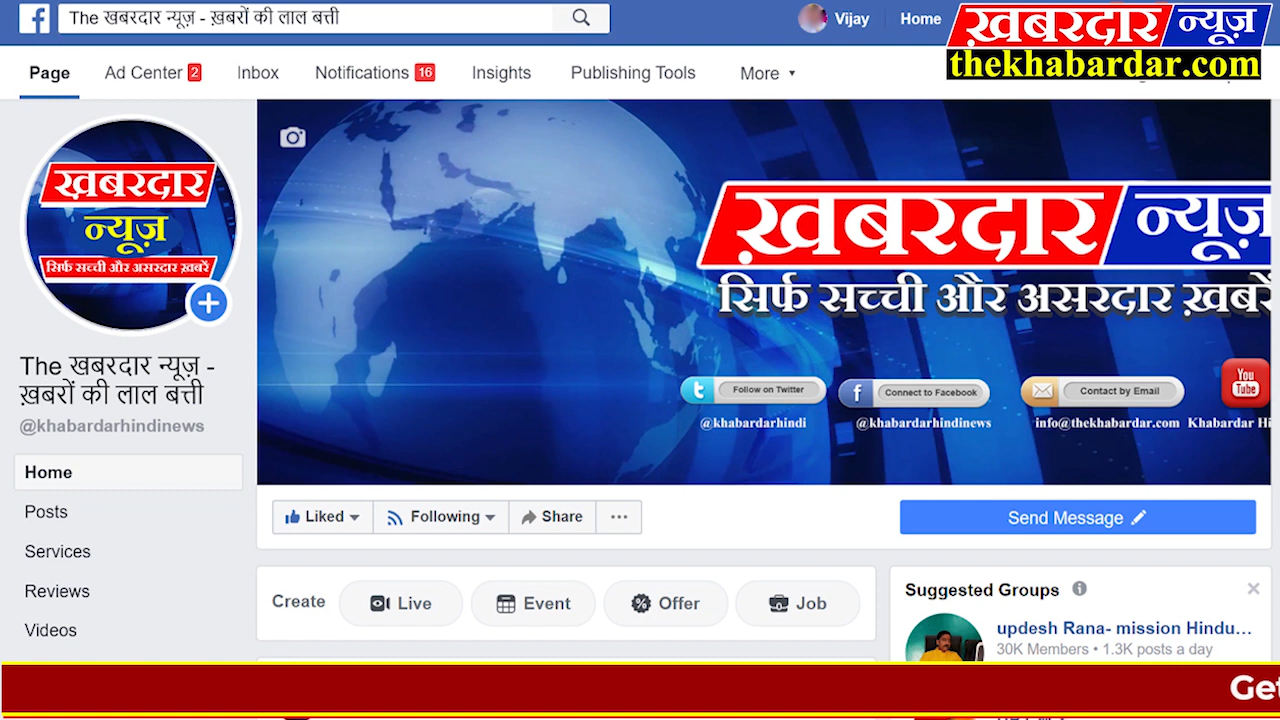 The खबरदार न्यूज़ - ख़बरों की लाल बत्ती
Vijay
Home
ख़बरदार न्यूज़
thekhabardar.com
Page
Ad Center 2
Inbox
Notifications 16
Insights
Publishing Tools
More
ख़बरदार
न्यूज़
सिर्फ सच्ची और असरदार ख़बरें
ख़बरदार न्यूज़
सिर्फ सच्ची और असरदार ख़बरें
Follow on Twitter
Connect to Facebook
Contact by Email
You
Tube
@khabardarhindi
@khabardarhindinews
info@thekhabardar.com
Khabardar Hi
The खबरदार न्यूज़ -
ख़बरों की लाल बत्ती
@khabardarhindinews
Home
Posts
Services
Reviews
Videos
Liked
Following
Share
Send Message
Create
Live
Event
Offer
Job
Suggested Groups
updesh Rana- mission Hindu...
30K Members • 1.3K posts a day
Get